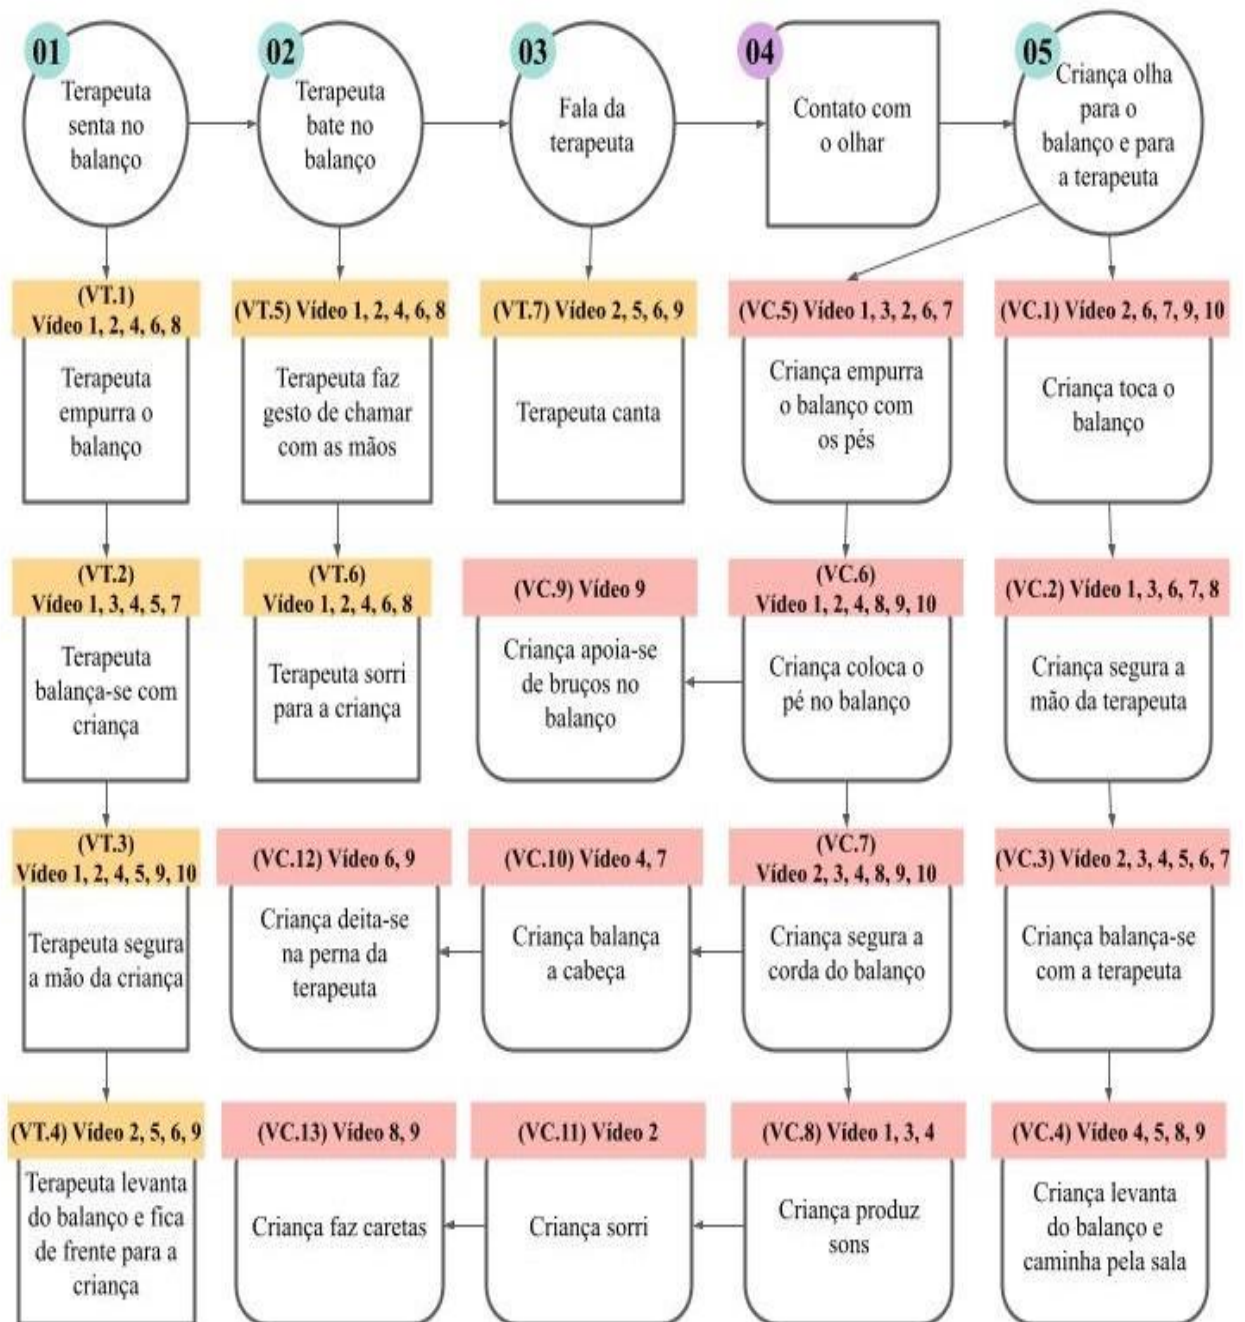 01
Terapeuta
senta no
balanço
02
Terapeuta
bate no
balanço
03
Fala da
terapeuta
04
Contato com
o olhar
05
Criança olha
para o
balanço e para
a terapeuta
(VT.1)
Vídeo 1, 2, 4, 6, 8
Terapeuta
empurra o
balanço
(VT.5) Vídeo 1, 2, 4, 6, 8
Terapeuta faz
gesto de chamar
com as mãos
(VT.7) Vídeo 2, 5, 6, 9
Terapeuta canta
(VC.5) Vídeo 1, 3, 2, 6, 7
Criança empurra
o balanço com
os pés
(VC.1) Vídeo 2, 6, 7, 9, 10
Criança toca o
balanço
(VT.2)
Vídeo 1, 3, 4, 5, 7
Terapeuta
balança-se com
criança
(VT.6)
Vídeo 1, 2, 4, 6, 8
Terapeuta sorri
para a criança
(VC.9) Vídeo 9
Criança apoia-se
de bruços no
balanço
(VC.6)
Vídeo 1, 2, 4, 8, 9, 10
Criança coloca o
pé no balanço
(VC.2) Vídeo 1, 3, 6, 7, 8
Criança segura a
mão da terapeuta
(VT.3)
Vídeo 1, 2, 4, 5, 9, 10
Terapeuta segura
a mão da criança
(VC.12) Vídeo 6, 9
Criança deita-se
na perna da
terapeuta
(VC.10) Vídeo 4, 7
Criança balança
a cabeça
(VC.7)
Vídeo 2, 3, 4, 8, 9, 10
Criança segura a
corda do balanço
(VC.3) Vídeo 2, 3, 4, 5, 6, 7
Criança balança-se
com a terapeuta
(VT.4) Vídeo 2, 5, 6, 9
Terapeuta levanta
do balanço e fica
de frente para a
criança
(VC.13) Vídeo 8, 9
Criança faz caretas
(VC.11) Vídeo 2
Criança sorri
(VC.8) Vídeo 1, 3, 4
Criança produz
sons
(VC.4) Vídeo 4, 5, 8, 9
Criança levanta
do balanço e
caminha pela sala